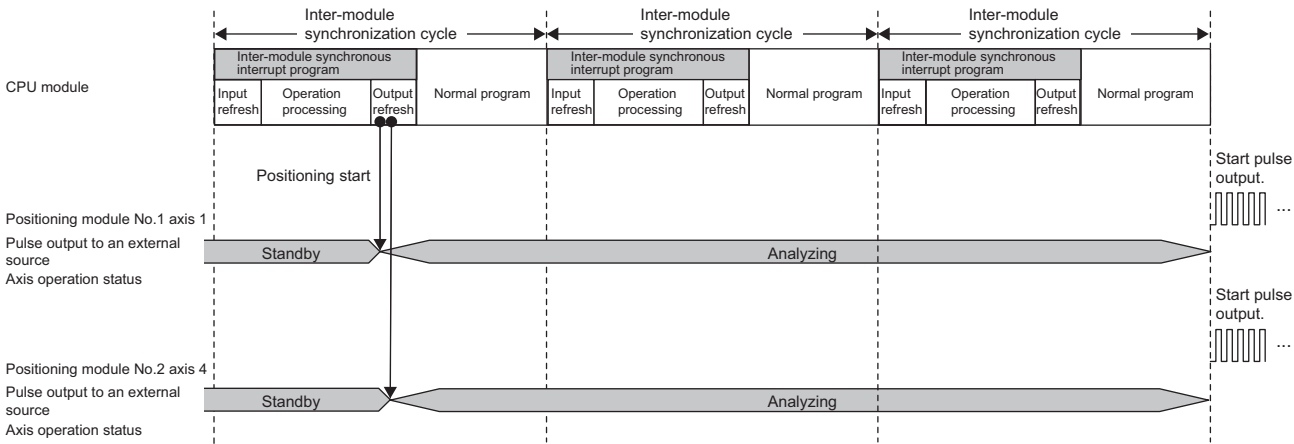 Inter-module
synchronization cycle
Inter-module
synchronization cycle
Inter-module
synchronization cycle
CPU module
Inter-module synchronous
interrupt program
Input
refresh
Operation
processing
Output
refresh
Normal program
Inter-module synchronous
interrupt program
Input
refresh
Operation
processing
Output
refresh
Normal program
Inter-module synchronous
interrupt program
Input
refresh
Operation
processing
Output
refresh
Normal program
Positioning start
Start pulse
output.
...
Positioning module No.1 axis 1
Pulse output to an external
source
Axis operation status
Standby
Analyzing
Start pulse
output.
...
Positioning module No.2 axis 4
Pulse output to an external
source
Axis operation status
Standby
Analyzing